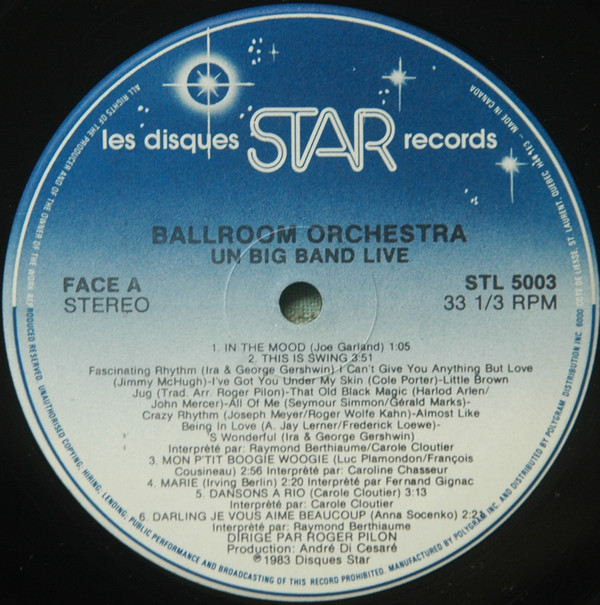 les disques STAR records
BALLROOM ORCHESTRA
UN BIG BAND LIVE
FACE A
STEREO
STL 5003
33 1/3 RPM
1. IN THE MOOD (Joe Garland) 1:05
2. THIS IS SWING 3:51
Fascinating Rhythm (Ira & George Gershwin) I Can't Give You Anything But Love
(Jimmy McHugh)-I've Got You Under My Skin (Cole Porter)-Little Brown
Jug (Trad. Arr. Roger Pilon)-That Old Black Magic (Harlod Arlen/
John Mercer)-All Of Me (Seymour Simmon/Gérald Marks)-
Crazy Rhythm (Joseph Meyer/Roger Wolfe Kahn)-Almost Like
Being In Love (A. Jay Lerner/Frederick Loewe)-
'S Wonderful (Ira & George Gershwin)
Interprété par: Raymond Berthiaume/Carole Cloutier
3. MON P'TIT BOOGIE WOOGIE (Luc Plamondon/François
Cousineau) 2:56 Interprété par: Caroline Chasseur
4. MARIE (Irving Berlin) 2:20 Interprété par Fernand Gignac
5. DANSONS A RIO (Carole Cloutier) 3:13
Interprété par: Carole Cloutier
6. DARLING JE VOUS AIME BEAUCOUP (Anna Socenko) 2:23
Interprété par: Raymond Berthiaume
DIRIGÉ PAR ROGER PILON
Production: André Di Cesaré
℗1983 Disques Star
ALL RIGHTS OF THE PRODUCER AND OF THE OWNER OF THE WORK REPRODUCED RESERVED. UNAUTHORISED COPYING, HIRING, LENDING, PUBLIC PERFORMANCE AND BROADCASTING OF THIS RECORD PROHIBITED. MANUFACTURED BY POLYGRAM INC. AND DISTRIBUTED BY POLYGRAM DISTRIBUTION INC. 6000 COTE DE LIESSE, ST LAURENT, QUEBEC - MADE IN CANADA